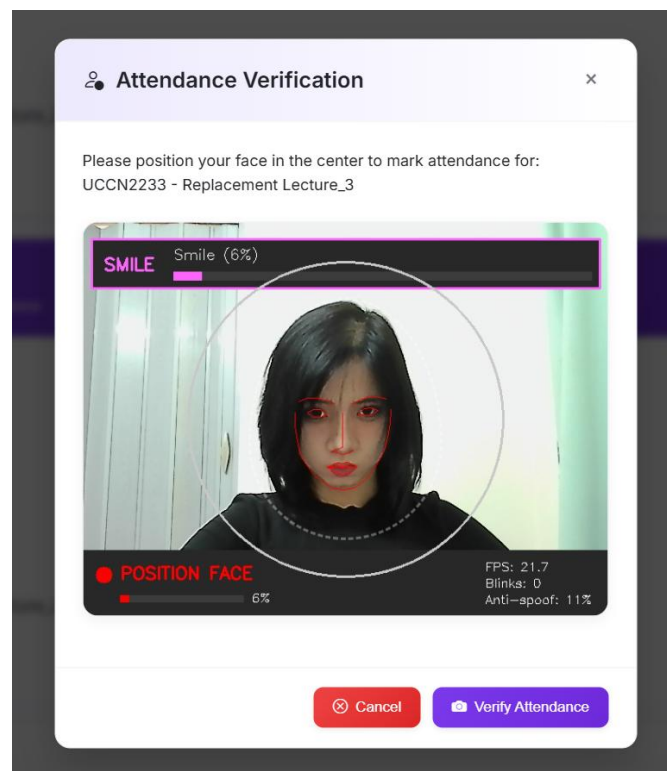 Attendance Verification
Please position your face in the center to mark attendance for:
UCCN2233 - Replacement Lecture_3
SMILE
Smile (6%)
POSITION FACE
6%
FPS: 21.7
Blinks: 0
Anti-spoof: 11%
Cancel
Verify Attendance